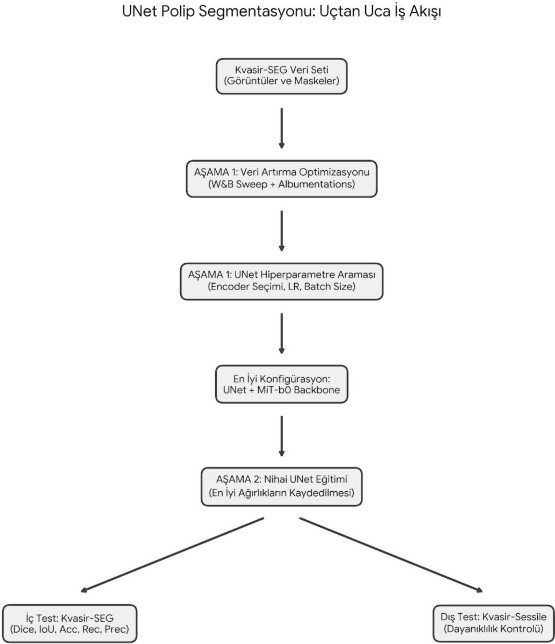 UNet Polip Segmentasyonu: Uçtan Uca İş Akışı
Kvasir-SEG Veri Seti
(Görüntüler ve Maskeler)
AŞAMA 1: Veri Artırma Optimizasyonu
(W&B Sweep + Albumentations)
AŞAMA 1: UNet Hiperparametre Araması
(Encoder Seçimi, LR, Batch Size)
En İyi Konfigürasyon:
UNet + MiT-b0 Backbone
AŞAMA 2: Nihai UNet Eğitimi
(En İyi Ağırlıkların Kaydedilmesi)
İç Test: Kvasir-SEG
(Dice, IoU, Acc, Rec, Prec)
Dış Test: Kvasir-Sessile
(Dayanıklılık Kontrolü)